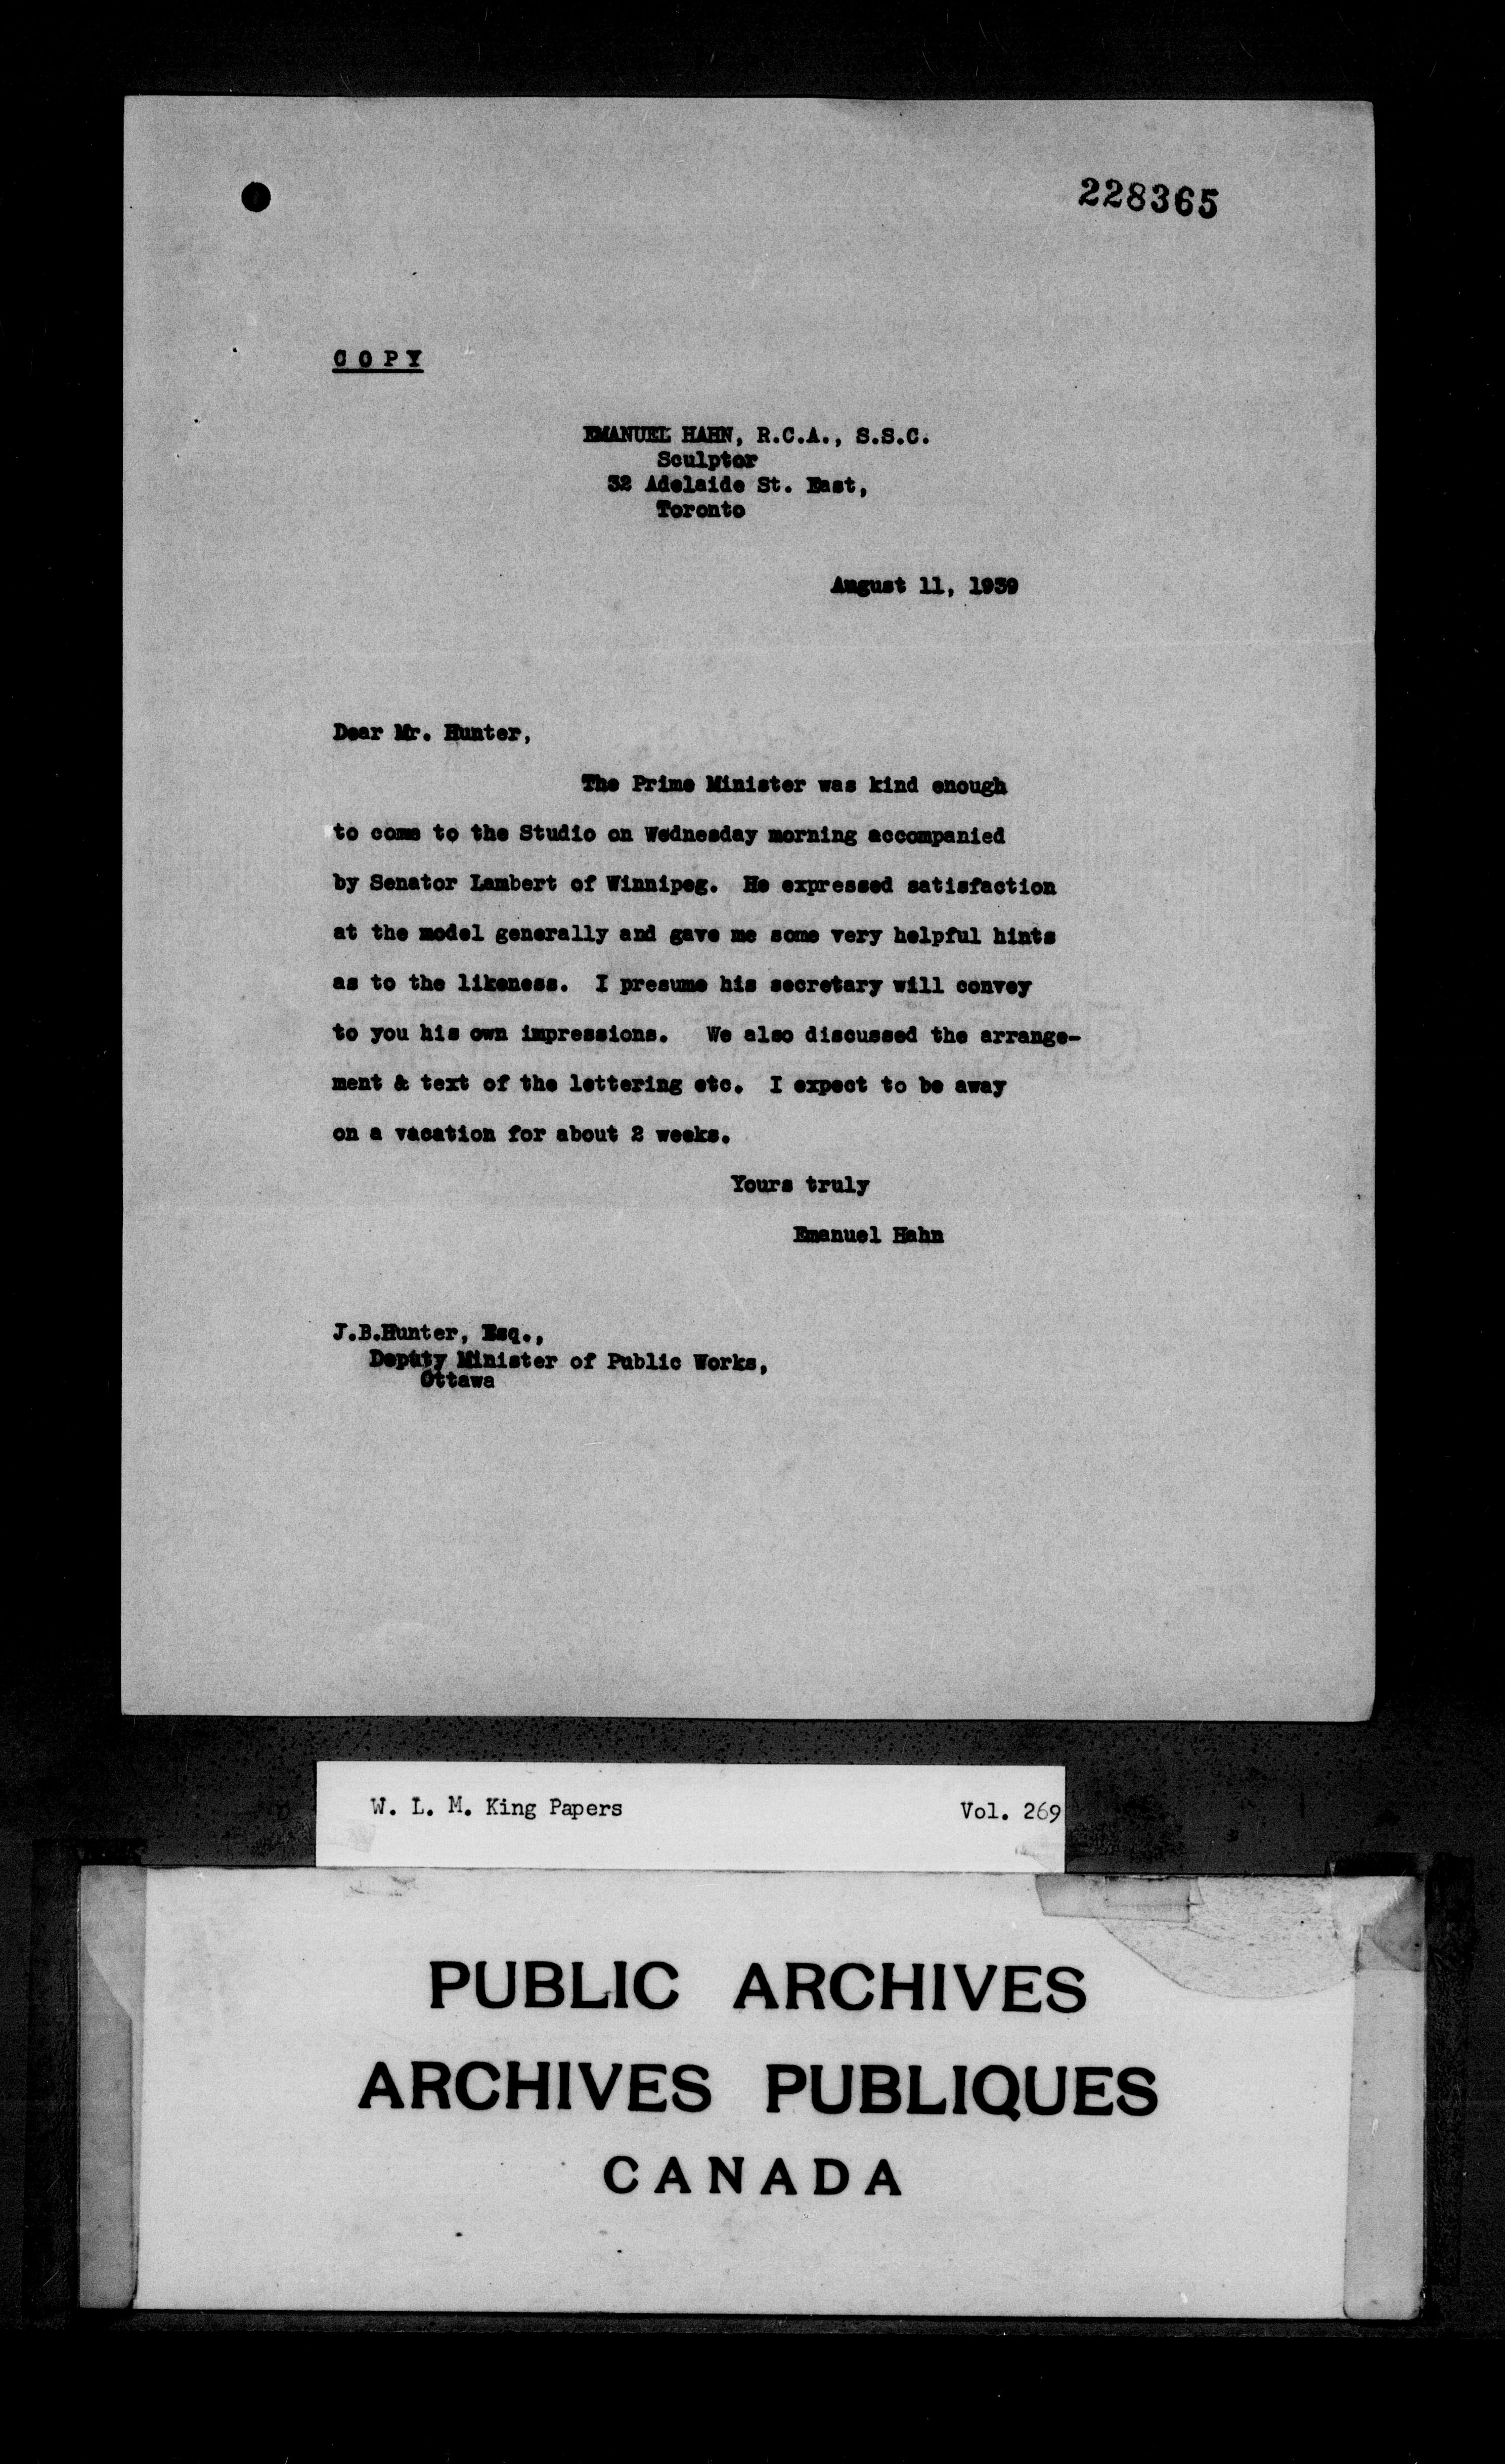 228365
C O P Y
EMANUEL HAHN, R.C.A., S.S.C.
Sculptor
32 Adelaide St. East,
Toronto
August 11, 1939
Dear Mr. Hunter,
The Prime Minister was kind enough
to come to the Studio on Wednesday morning accompanied
by Senator Lambert of Winnipeg. He expressed satisfaction
at the model generally and gave me some very helpful hints
as to the likeness. I presume his secretary will convey
to you his own impressions. We also discussed the arrange-
ment & text of the lettering etc. I expect to be away
on a vacation for about 2 weeks.
Yours truly
Emanuel Hahn
J.B.Hunter, Esq.,
Deputy Minister of Public Works,
Ottawa
W. L. M. King Papers Vol. 269
PUBLIC ARCHIVES
ARCHIVES PUBLIQUES
CANADA